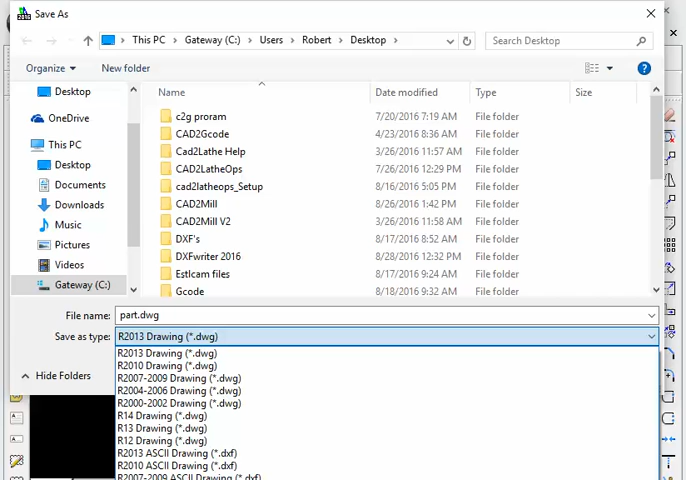 Save As
This PC > Gateway (C:) > Users > Robert > Desktop >
Search Desktop
Organize
New folder
Name Date modified Type Size
Desktop
OneDrive
This PC
Desktop
Documents
Downloads
Music
Pictures
Videos
Gateway (C:)
c2g proram 7/20/2016 7:19 AM File folder
CAD2Gcode 4/23/2016 8:36 AM File folder
Cad2Lathe Help 3/26/2016 11:57 AM File folder
CAD2LatheOps 7/26/2016 12:29 PM File folder
cad2latheops_Setup 8/16/2016 5:05 PM File folder
CAD2Mill 8/26/2016 1:42 PM File folder
CAD2Mill V2 3/26/2016 11:58 AM File folder
DXF's 8/17/2016 8:52 AM File folder
DXFwriter 2016 8/28/2016 12:32 PM File folder
Estlcam files 8/17/2016 9:24 AM File folder
Gcode 8/18/2016 9:32 AM File folder
File name: part.dwg
Save as type: R2013 Drawing (*.dwg)
Hide Folders
R2013 Drawing (*.dwg)
R2010 Drawing (*.dwg)
R2007-2009 Drawing (*.dwg)
R2004-2006 Drawing (*.dwg)
R2000-2002 Drawing (*.dwg)
R14 Drawing (*.dwg)
R13 Drawing (*.dwg)
R12 Drawing (*.dwg)
R2013 ASCII Drawing (*.dxf)
R2010 ASCII Drawing (*.dxf)
R2007-2009 ASCII Drawing (*.dxf)